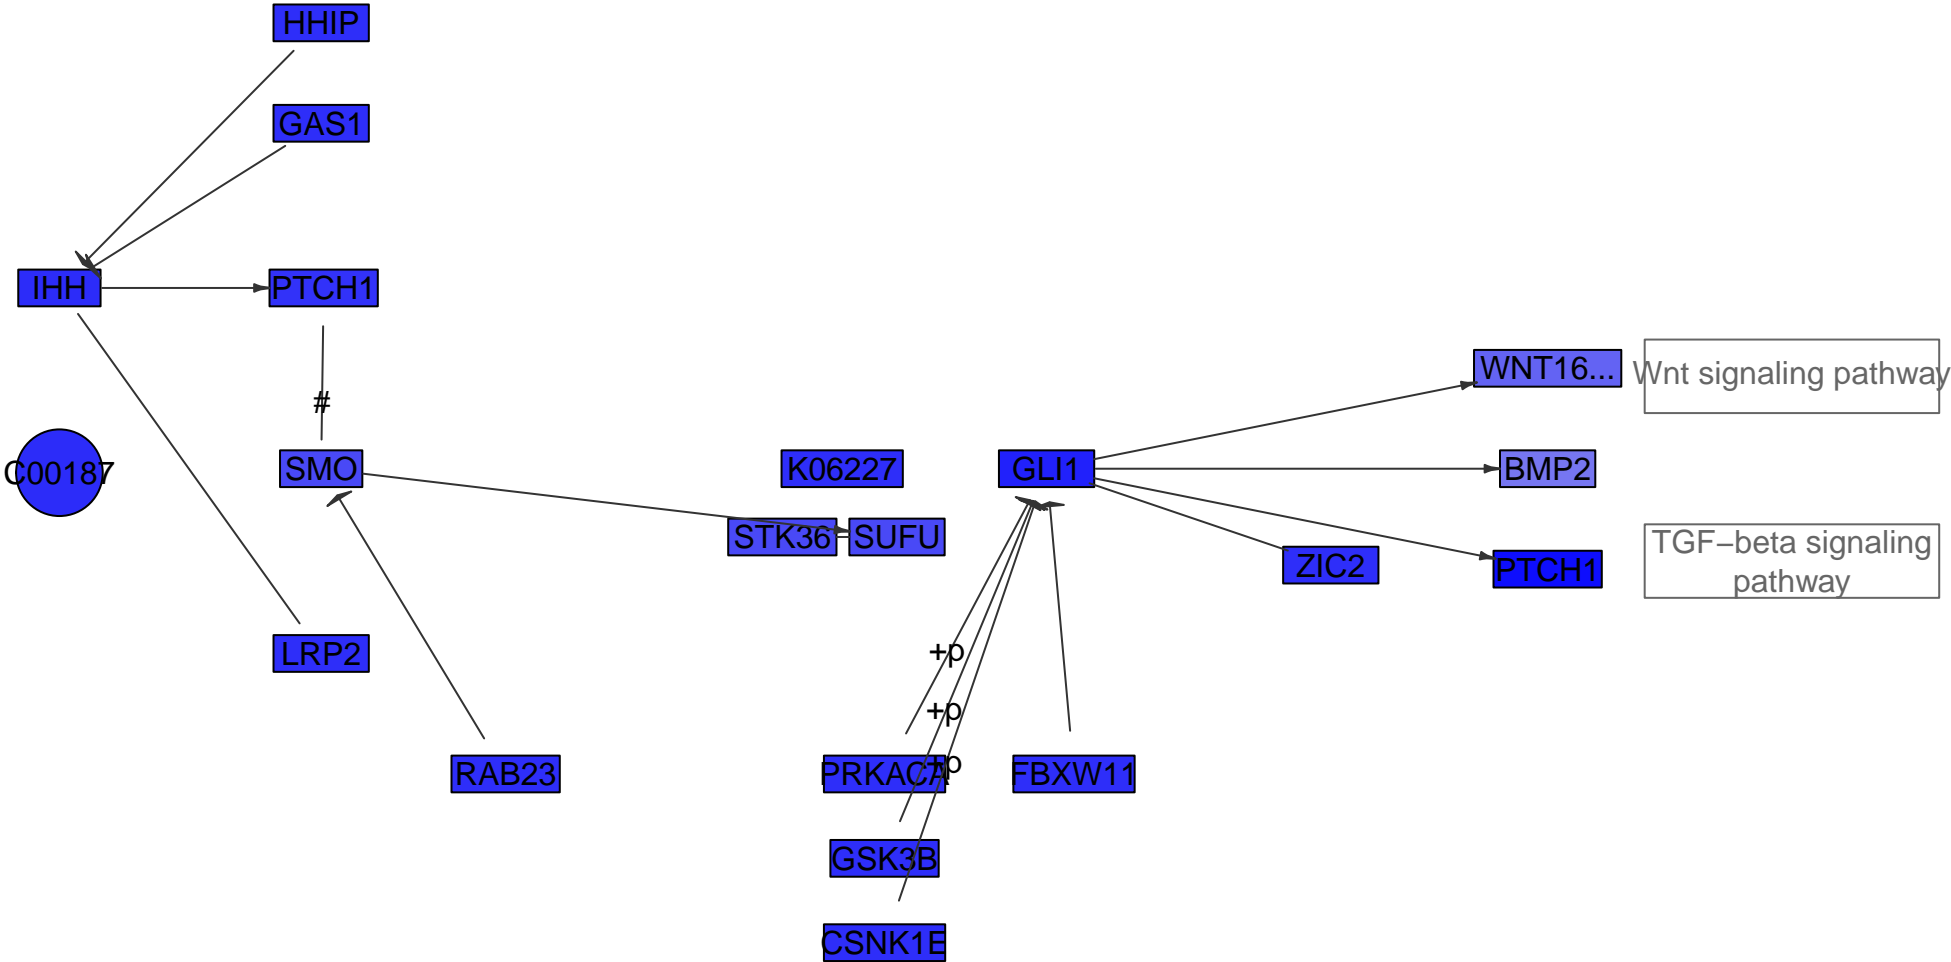 HHIP
GAS1
IHH
PTCH1
#
WNT16...
Wnt signaling pathway
C00187
SMO
K06227
GLI1
BMP2
STK36
SUFU
ZIC2
PTCH1
TGF−beta signaling
pathway
LRP2
+p
+p
+p
RAB23
PRKACA
FBXW11
GSK3B
CSNK1E